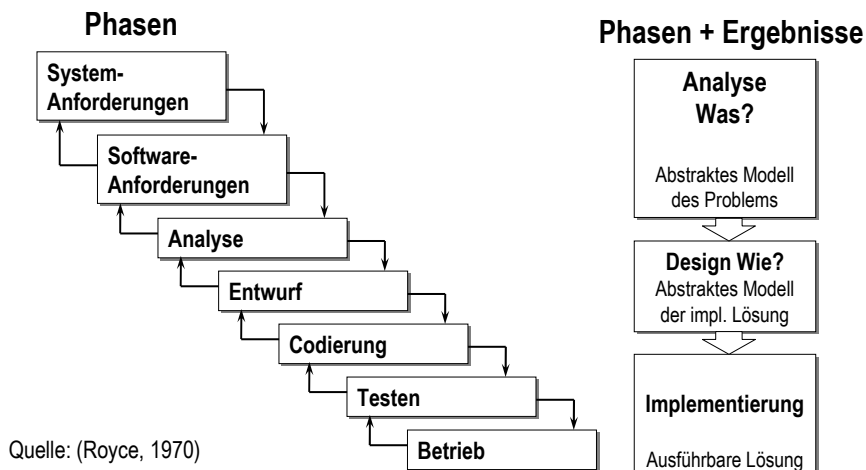 Phasen
System-
Anforderungen
Software-
Anforderungen
Analyse
Entwurf
Codierung
Testen
Betrieb
Quelle: (Royce, 1970)
Phasen + Ergebnisse
Analyse
Was?
Abstraktes Modell
des Problems
Design Wie?
Abstraktes Modell
der impl. Lösung
Implementierung
Ausführbare Lösung